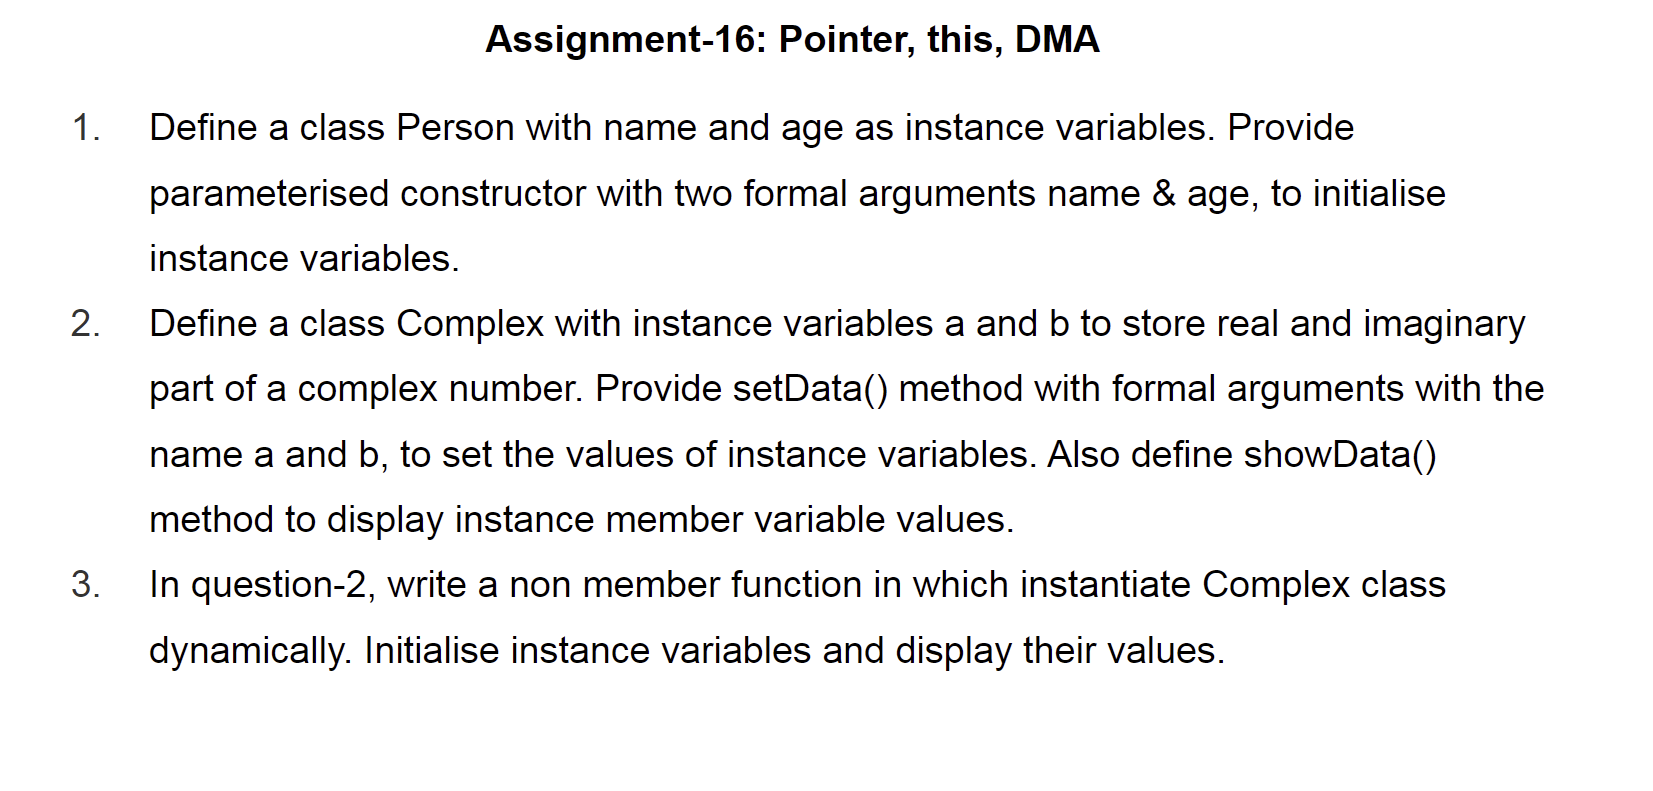 Assignment-16: Pointer, this, DMA
1. Define a class Person with name and age as instance variables. Provide
parameterised constructor with two formal arguments name & age, to initialise
instance variables.
2. Define a class Complex with instance variables a and b to store real and imaginary
part of a complex number. Provide setData() method with formal arguments with the
name a and b, to set the values of instance variables. Also define showData()
method to display instance member variable values.
3. In question-2, write a non member function in which instantiate Complex class
dynamically. Initialise instance variables and display their values.